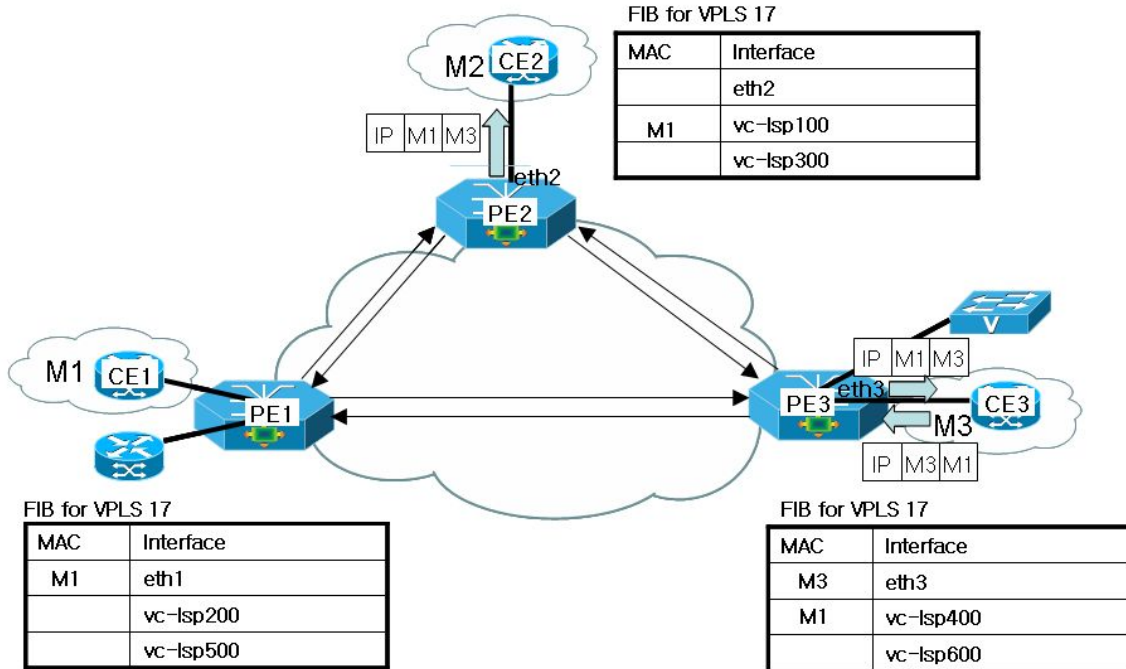 FIB for VPLS 17
MAC Interface
eth2
M1 vc-lsp100
vc-lsp300
M2
CE2
IP M1 M3
eth2
PE2
M1
CE1
PE1
V
IP M1 M3
eth3
PE3
CE3
M3
IP M3 M1
FIB for VPLS 17
MAC Interface
M1 eth1
vc-lsp200
vc-lsp500
FIB for VPLS 17
MAC Interface
M3 eth3
M1 vc-lsp400
vc-lsp600